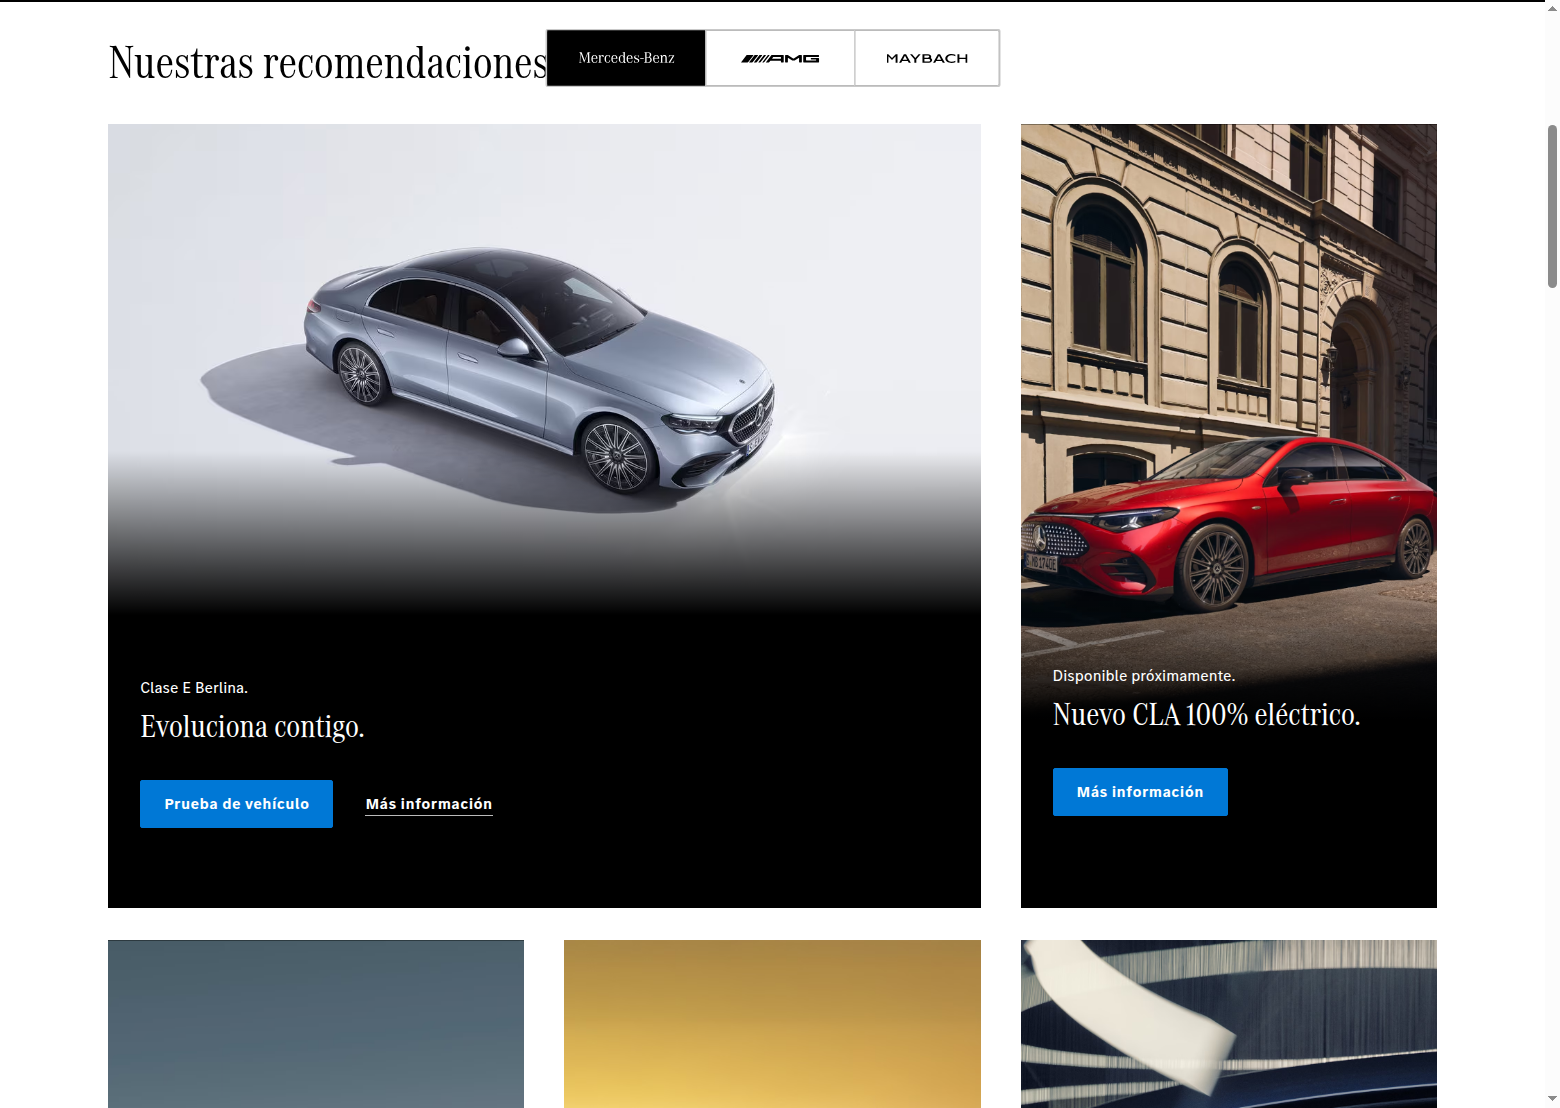 Nuestras recomendaciones
Mercedes-Benz
AMG
MAYBACH
Clase E Berlina.
Evoluciona contigo.
Prueba de vehículo
Más información
Disponible próximamente.
Nuevo CLA 100% eléctrico.
Más información